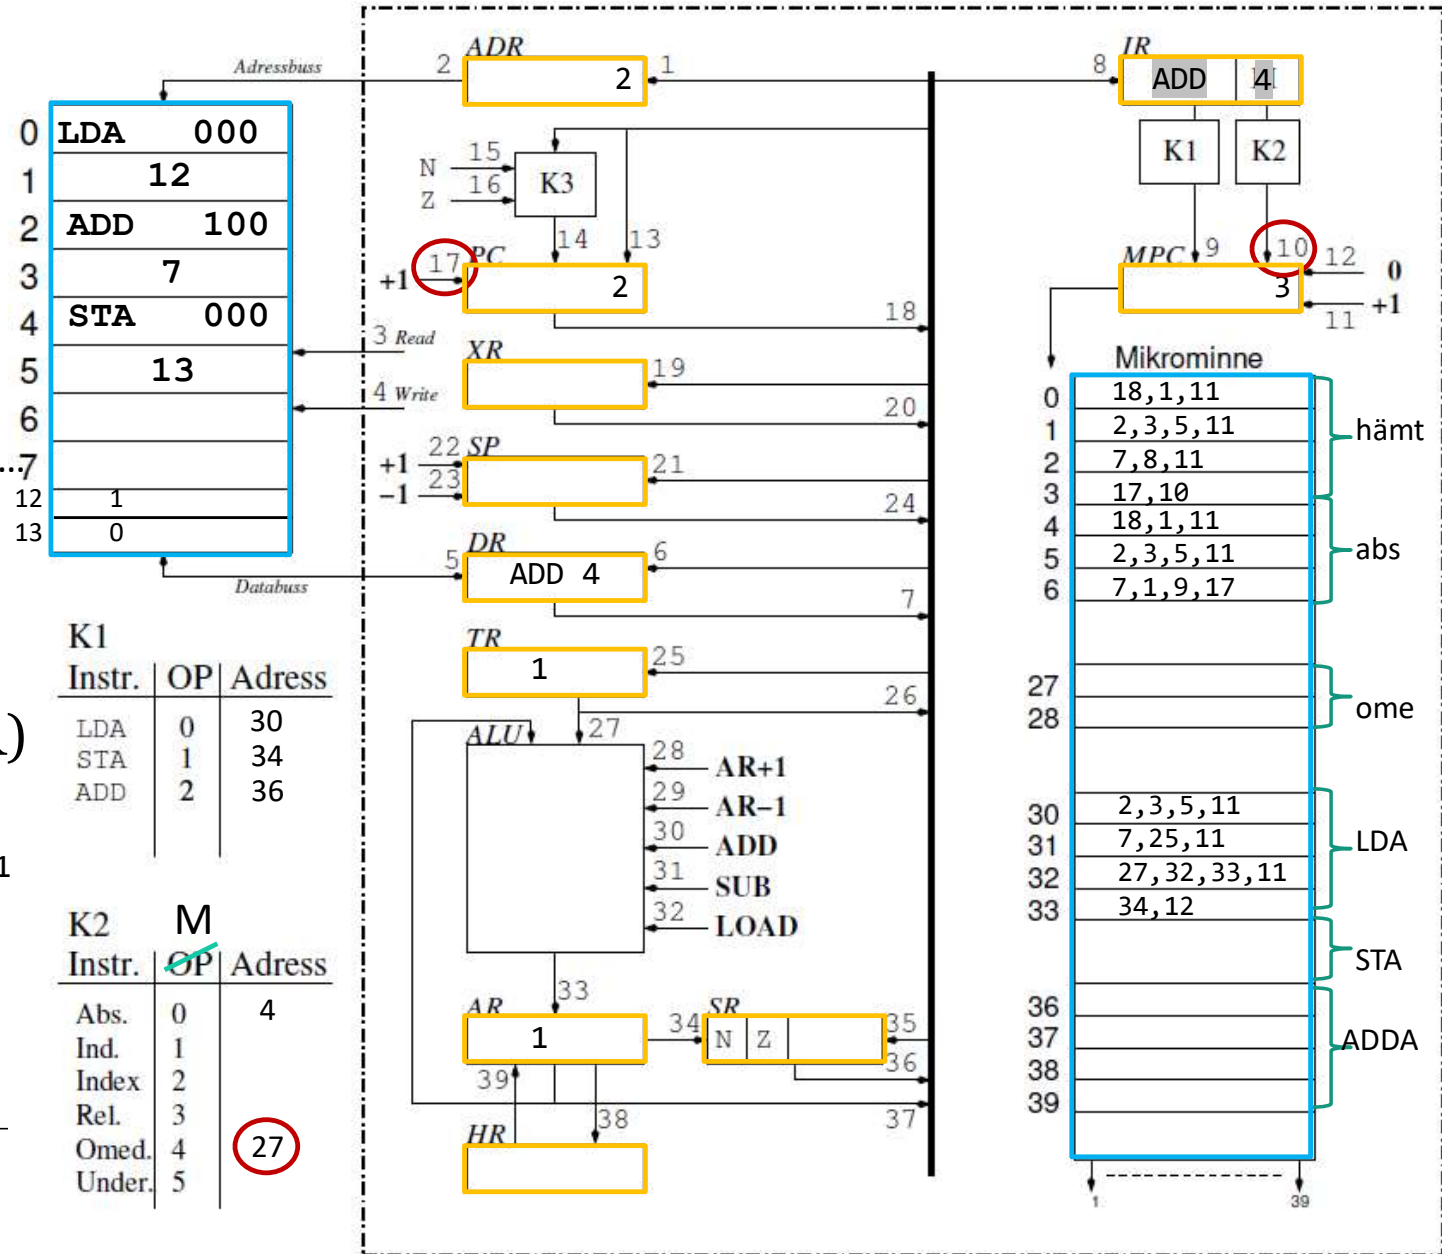 ADR
2
1
Adressbuss
2
8
IR
ADD
4
K1
K2
0 LDA 000
1 12
2 ADD 100
3 7
4 STA 000
5 13
6
...7
12 1
13 0
N 15
Z 16
K3
14
13
+1 17
PC
2
18
MPC
9
10
12 0
11 +1
3
3 Read
4 Write
XR
19
20
+1 22
-1 23
SP
21
24
DR
5
6
ADD 4
7
Databuss
TR
1
25
26
27
ALU
28 AR+1
29 AR-1
30 ADD
31 SUB
32 LOAD
33
AR
1
34
SR
N Z
35
36
37
39
38
HR
Mikrominne
0 18,1,11
1 2,3,5,11
2 7,8,11
3 17,10
hämt
4 18,1,11
5 2,3,5,11
6 7,1,9,17
abs
27
28
ome
30 2,3,5,11
31 7,25,11
32 27,32,33,11
33 34,12
LDA
STA
36
37
38
39
ADDA
1
39
K1
Instr. OP Adress
LDA 0 30
STA 1 34
ADD 2 36
)
1
K2 M
Instr. OP Adress
Abs. 0 4
Ind. 1
Index 2
Rel. 3
Omed. 4 27
Under. 5